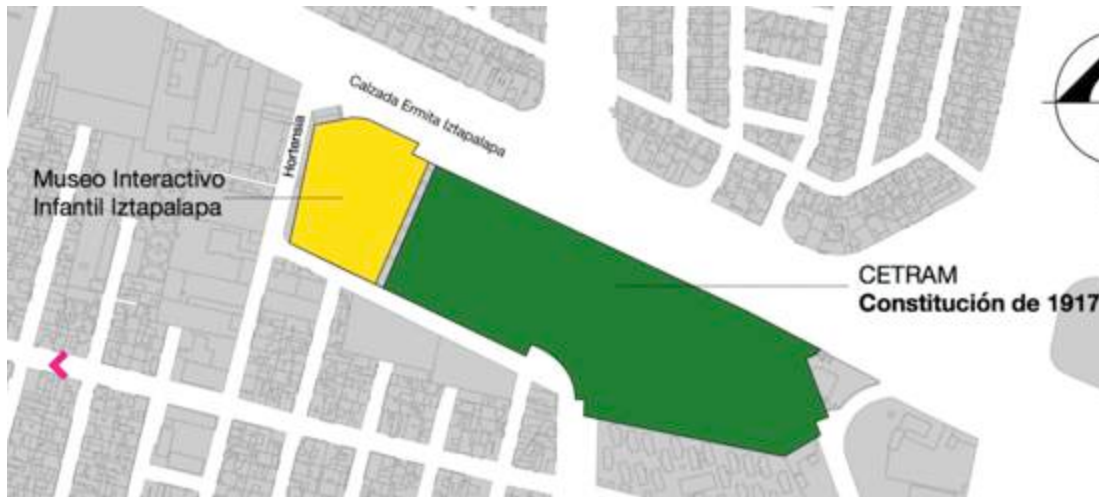 Calzada Ermita Iztapalapa
Hortensia
Museo Interactivo
Infantil Iztapalapa
CETRAM
Constitución de 1917